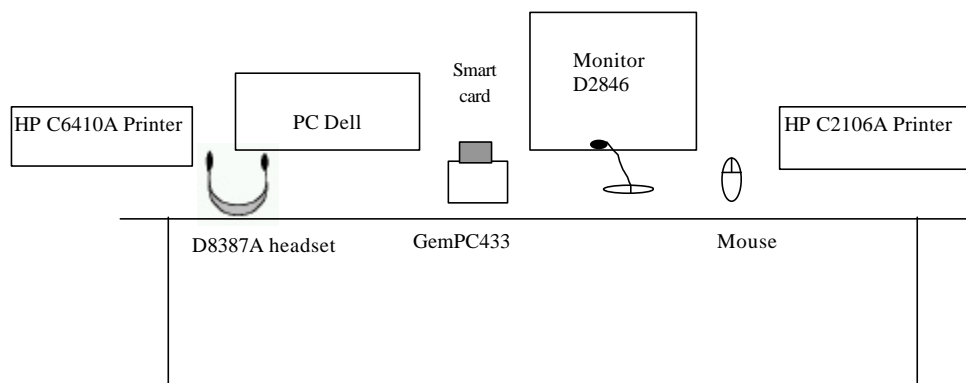 Monitor
D2846
Smart
card
HP C6410A Printer
PC Dell
HP C2106A Printer
D8387A headset
GemPC433
Mouse